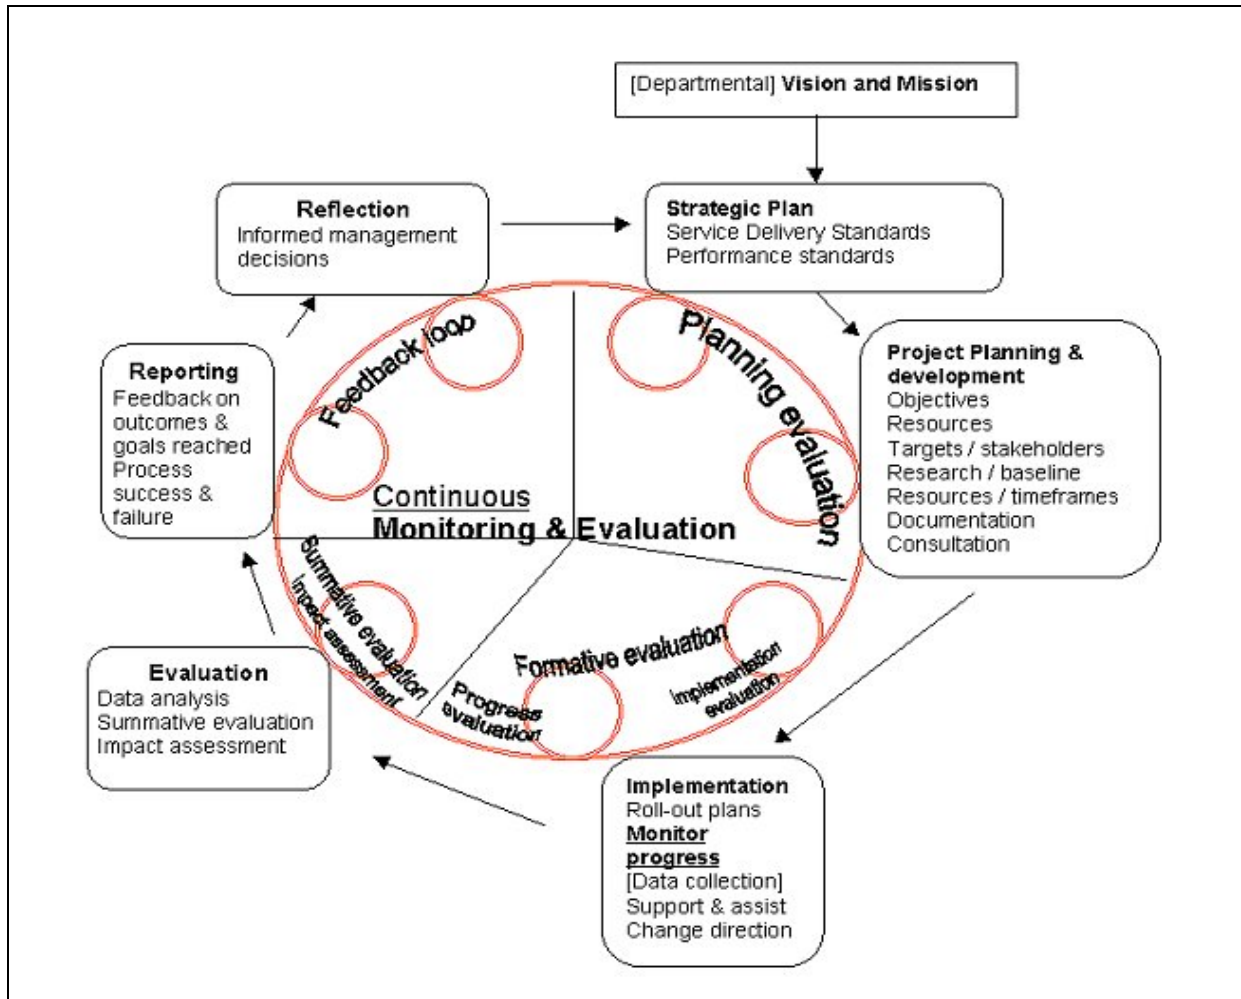 [Departmental] Vision and Mission
Reflection
Informed management
decisions
Strategic Plan
Service Delivery Standards
Performance standards
Feedback loop
Planning evaluation
Project Planning &
development
Objectives
Resources
Targets / stakeholders
Research / baseline
Resources / timeframes
Documentation
Consultation
Reporting
Feedback on
outcomes &
goals reached
Process
success &
failure
Continuous
Monitoring & Evaluation
Summative evaluation
Impact assessment
Formative evaluation
Progress
evaluation
Implementation
evaluation
Evaluation
Data analysis
Summative evaluation
Impact assessment
Implementation
Roll-out plans
Monitor
progress
[Data collection]
Support & assist
Change direction